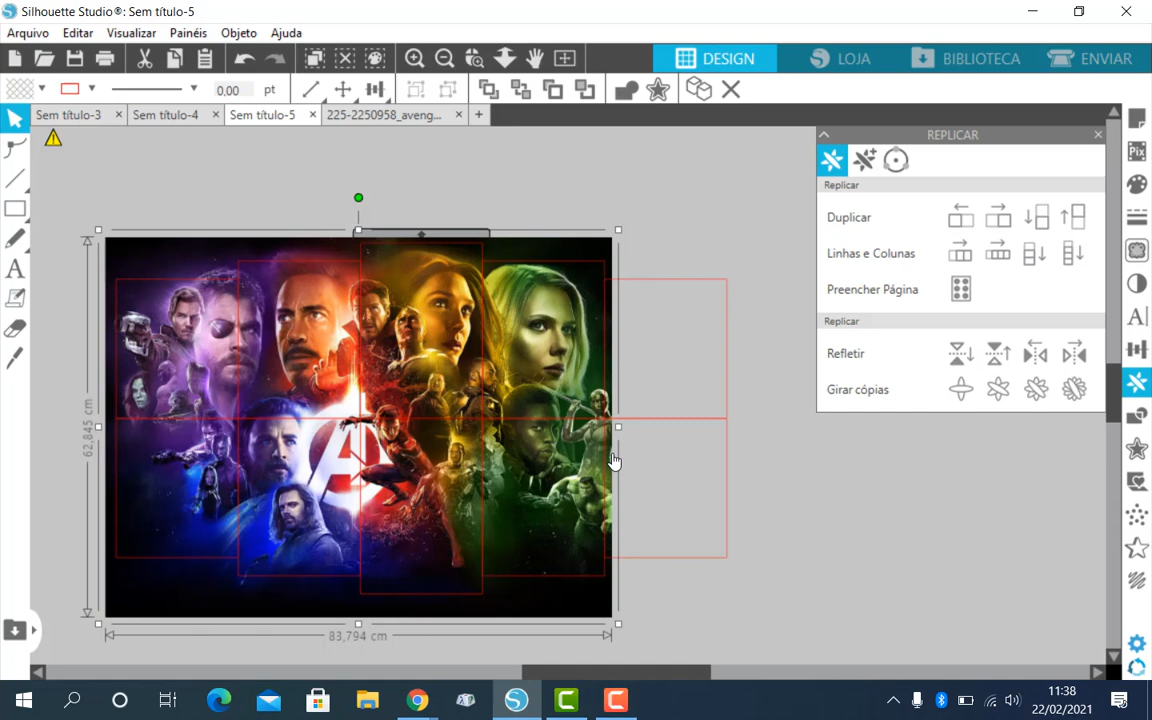 Silhouette Studio®: Sem título-5
Arquivo Editar Visualizar Painéis Objeto Ajuda
DESIGN LOJA BIBLIOTECA ENVIAR
0,00 pt
Sem título-3 Sem título-4 Sem título-5 225-2250958_aveng...
REPLICAR
Pix
Replicar
Duplicar
Linhas e Colunas
Preencher Página
Replicar
Refletir
Girar cópias
62,845 cm
83,794 cm
11:38
22/02/2021